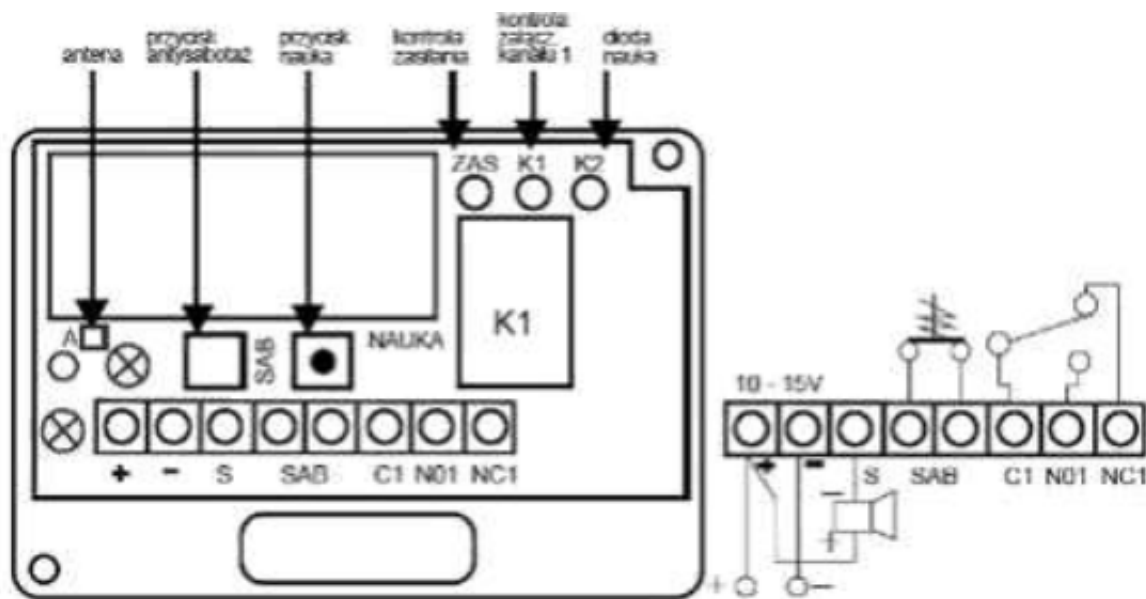 antena
przycisk
antysabotaż
przycisk
nauka
kontrola
zasilania
kontrola
załącz.
kanału 1
dioda
nauka
ZAS K1 K2
K1
A
SAB
NAUKA
+ - S SAB C1 N01 NC1
10 - 15V
+ - S SAB C1 N01 NC1
-
+
+ -